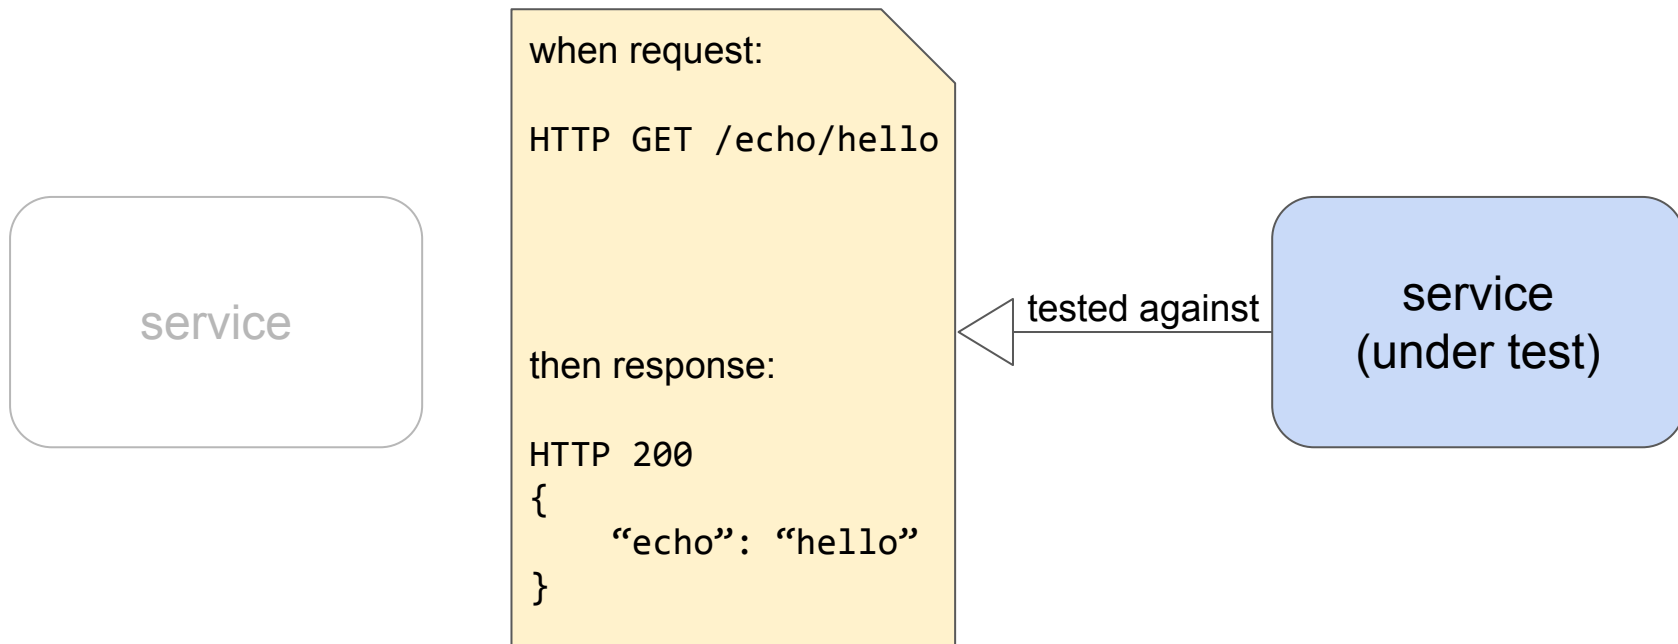 service
when request:
HTTP GET /echo/hello
then response:
HTTP 200
{
“echo”: “hello”
}
tested against
service
(under test)